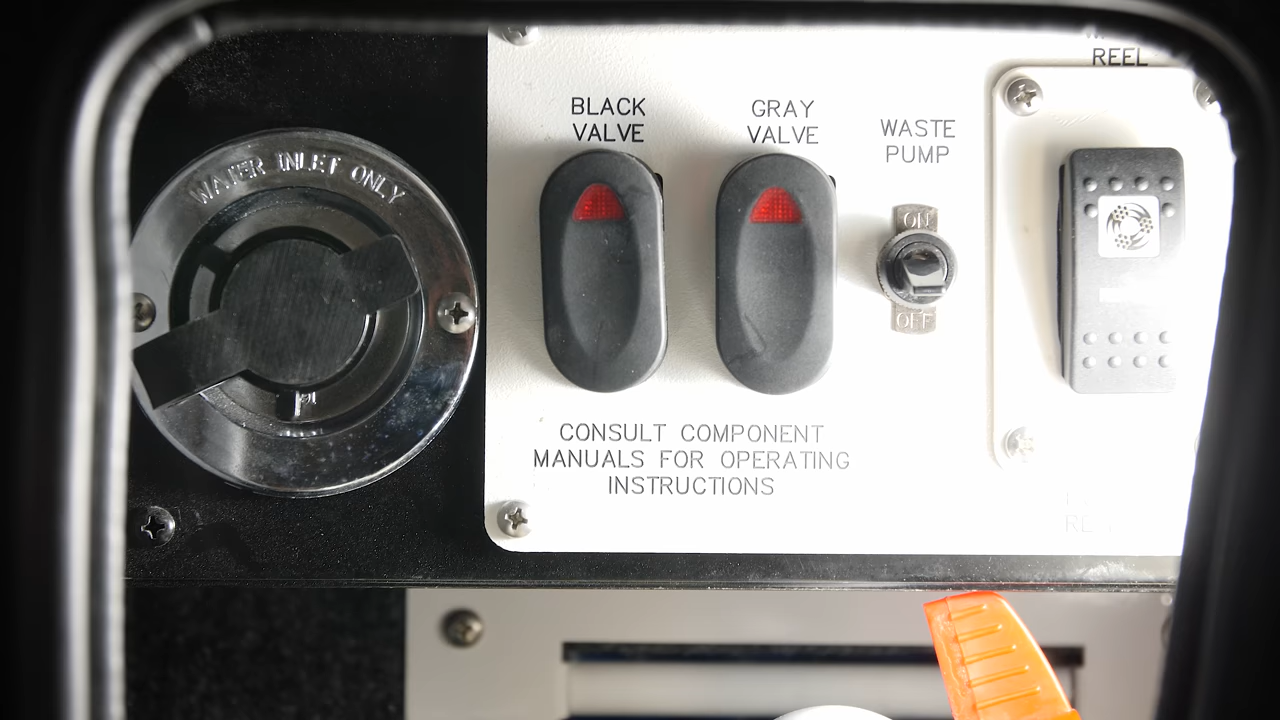 WATER INLET ONLY
BLACK
VALVE
GRAY
VALVE
WASTE
PUMP
ON
OFF
REEL
CONSULT COMPONENT
MANUALS FOR OPERATING
INSTRUCTIONS